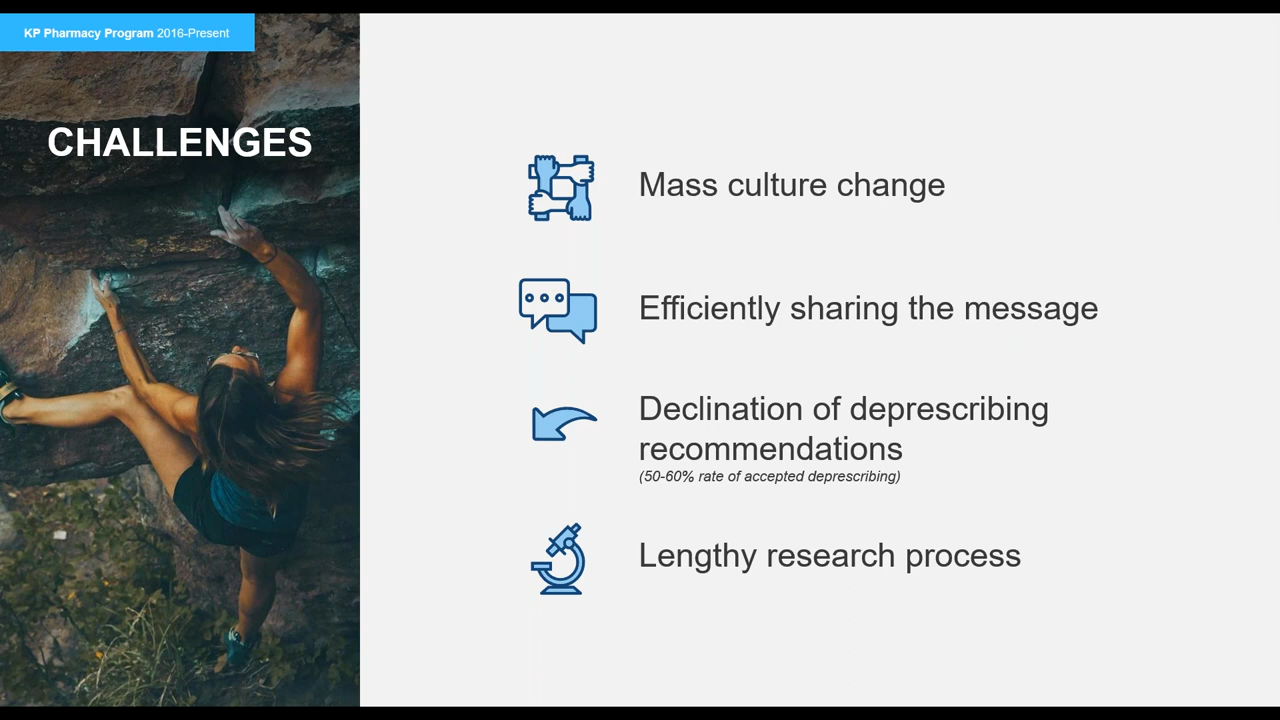 KP Pharmacy Program 2016-Present
CHALLENGES
Mass culture change
Efficiently sharing the message
Declination of deprescribing
recommendations
(50-60% rate of accepted deprescribing)
Lengthy research process